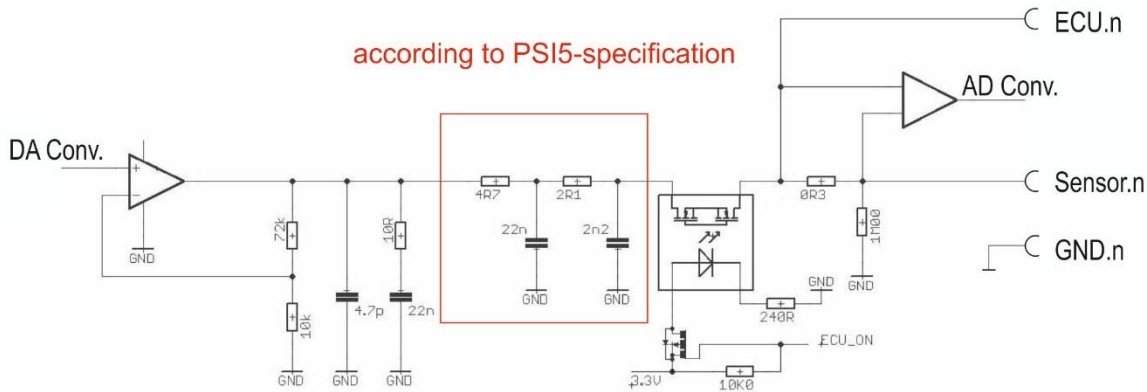 according to PSI5-specification
ECU.n
AD Conv.
DA Conv.
Sensor.n
GND.n
4R7
2R1
0R3
1M00
72k
10R
10k
4.7p
22n
22n
2n2
240R
10K0
3.3V
ECU_ON
GND
GND
GND
GND
GND
GND
GND
GND